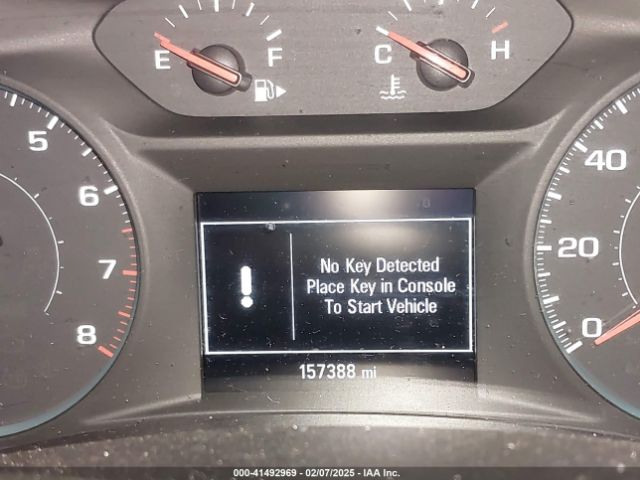 E F
C H
5
6
7
8
40
20
0
No Key Detected
Place Key in Console
To Start Vehicle
157388 mi
000-41492969 - 02/07/2025 - IAA Inc.